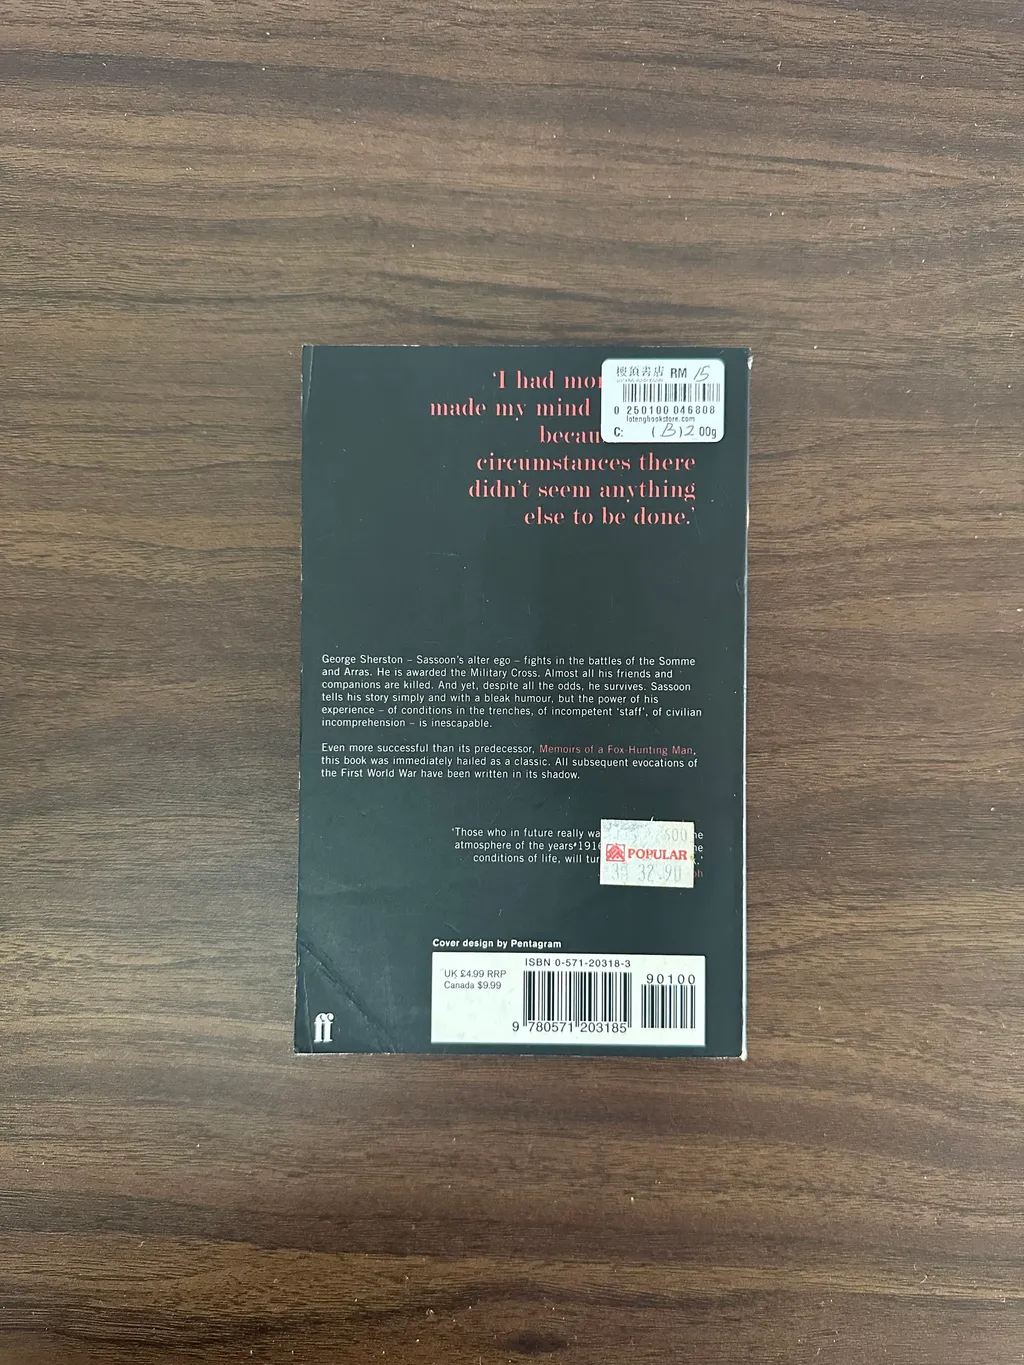 ‘I had mor
made my mind
becau
circumstances there
didn’t seem anything
else to be done.’
樓頂書店 RM 15
0 250100 046808
lotengbookstore.com
C: (B)2 00g
George Sherston – Sassoon’s alter ego – fights in the battles of the Somme
and Arras. He is awarded the Military Cross. Almost all his friends and
companions are killed. And yet, despite all the odds, he survives. Sassoon
tells his story simply and with a bleak humour, but the power of his
experience – of conditions in the trenches, of incompetent ‘staff’, of civilian
incomprehension – is inescapable.
Even more successful than its predecessor, Memoirs of a Fox-Hunting Man,
this book was immediately hailed as a classic. All subsequent evocations of
the First World War have been written in its shadow.
‘Those who in future really wa
atmosphere of the years 1916
conditions of life, will tur
POPULAR
32.90
Cover design by Pentagram
ISBN 0-571-20318-3
UK £4.99 RRP
Canada $9.99
90100
9 780571 203185
ff